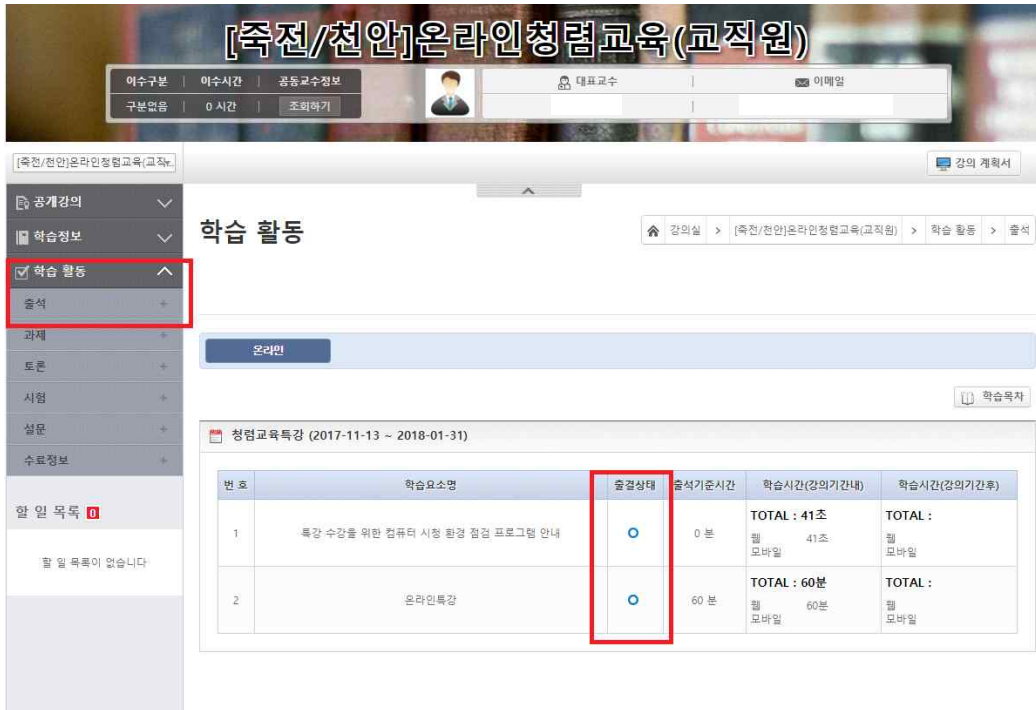 [죽전/천안]온라인청렴교육(교직원)
이수구분 | 이수시간 | 공동교수정보
구분없음 | 0 시간 | 조회하기
대표교수 | 이메일
[죽전/천안]온라인청렴교육(교직
강의 계획서
공개강의
학습정보
학습 활동
출석
과제
토론
시험
설문
수료정보
할 일 목록 0
할 일 목록이 없습니다
학습 활동
강의실 > [죽전/천안]온라인청렴교육(교직원) > 학습 활동 > 출석
온라인
학습목차
청렴교육특강 (2017-11-13 ~ 2018-01-31)
번호 학습요소명 출결상태 출석기준시간 학습시간(강의기간내) 학습시간(강의기간후)
1 특강 수강을 위한 컴퓨터 시청 환경 점검 프로그램 안내 O 0 분
TOTAL : 41초 TOTAL :
웹 41초 웹
모바일 모바일
2 온라인특강 O 60 분
TOTAL : 60분 TOTAL :
웹 60분 웹
모바일 모바일